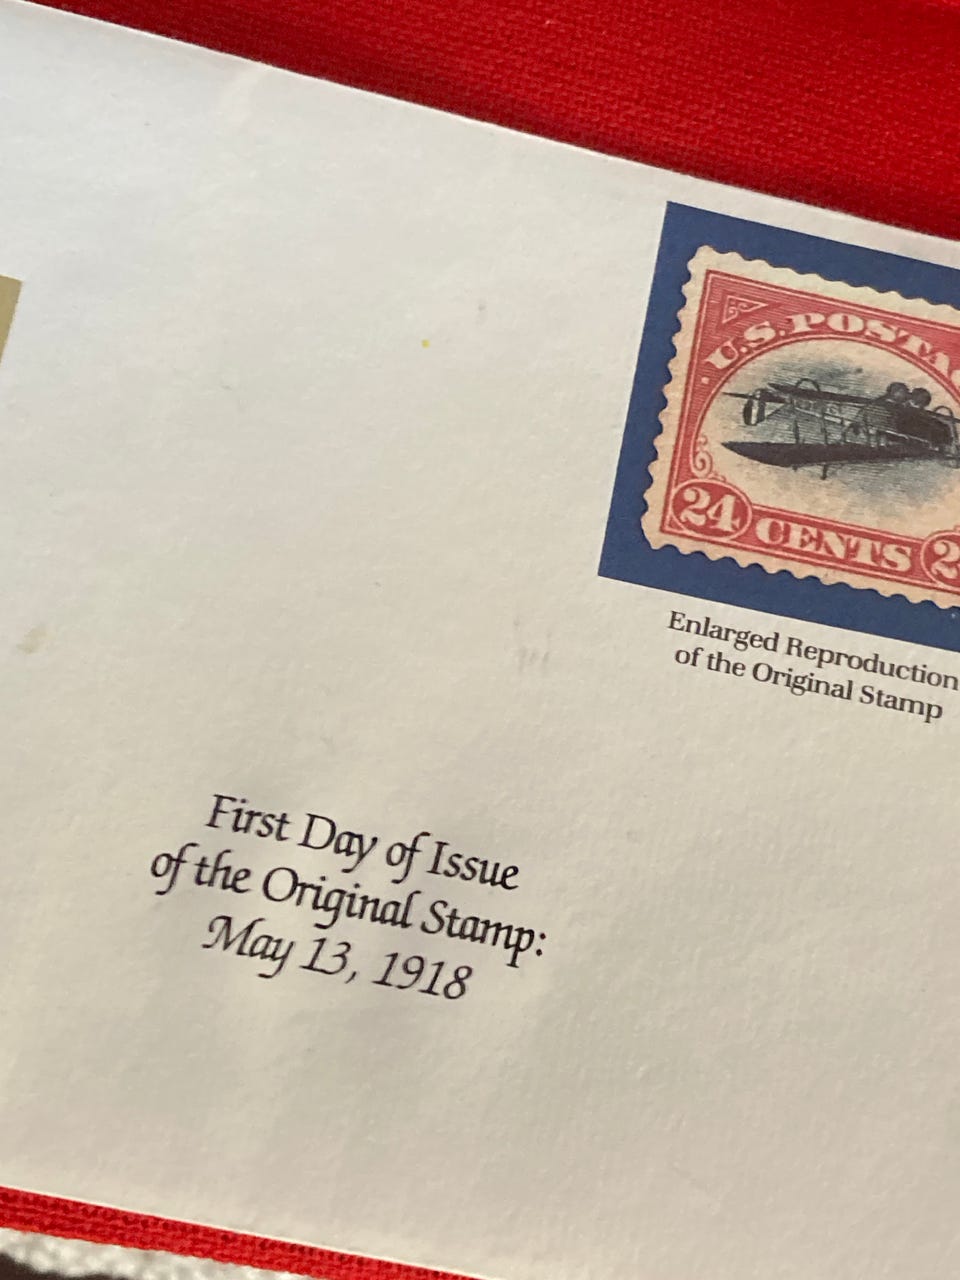 U.S. POSTA
24 CENTS 2
Enlarged Reproduction
of the Original Stamp
First Day of Issue
of the Original Stamp:
May 13, 1918